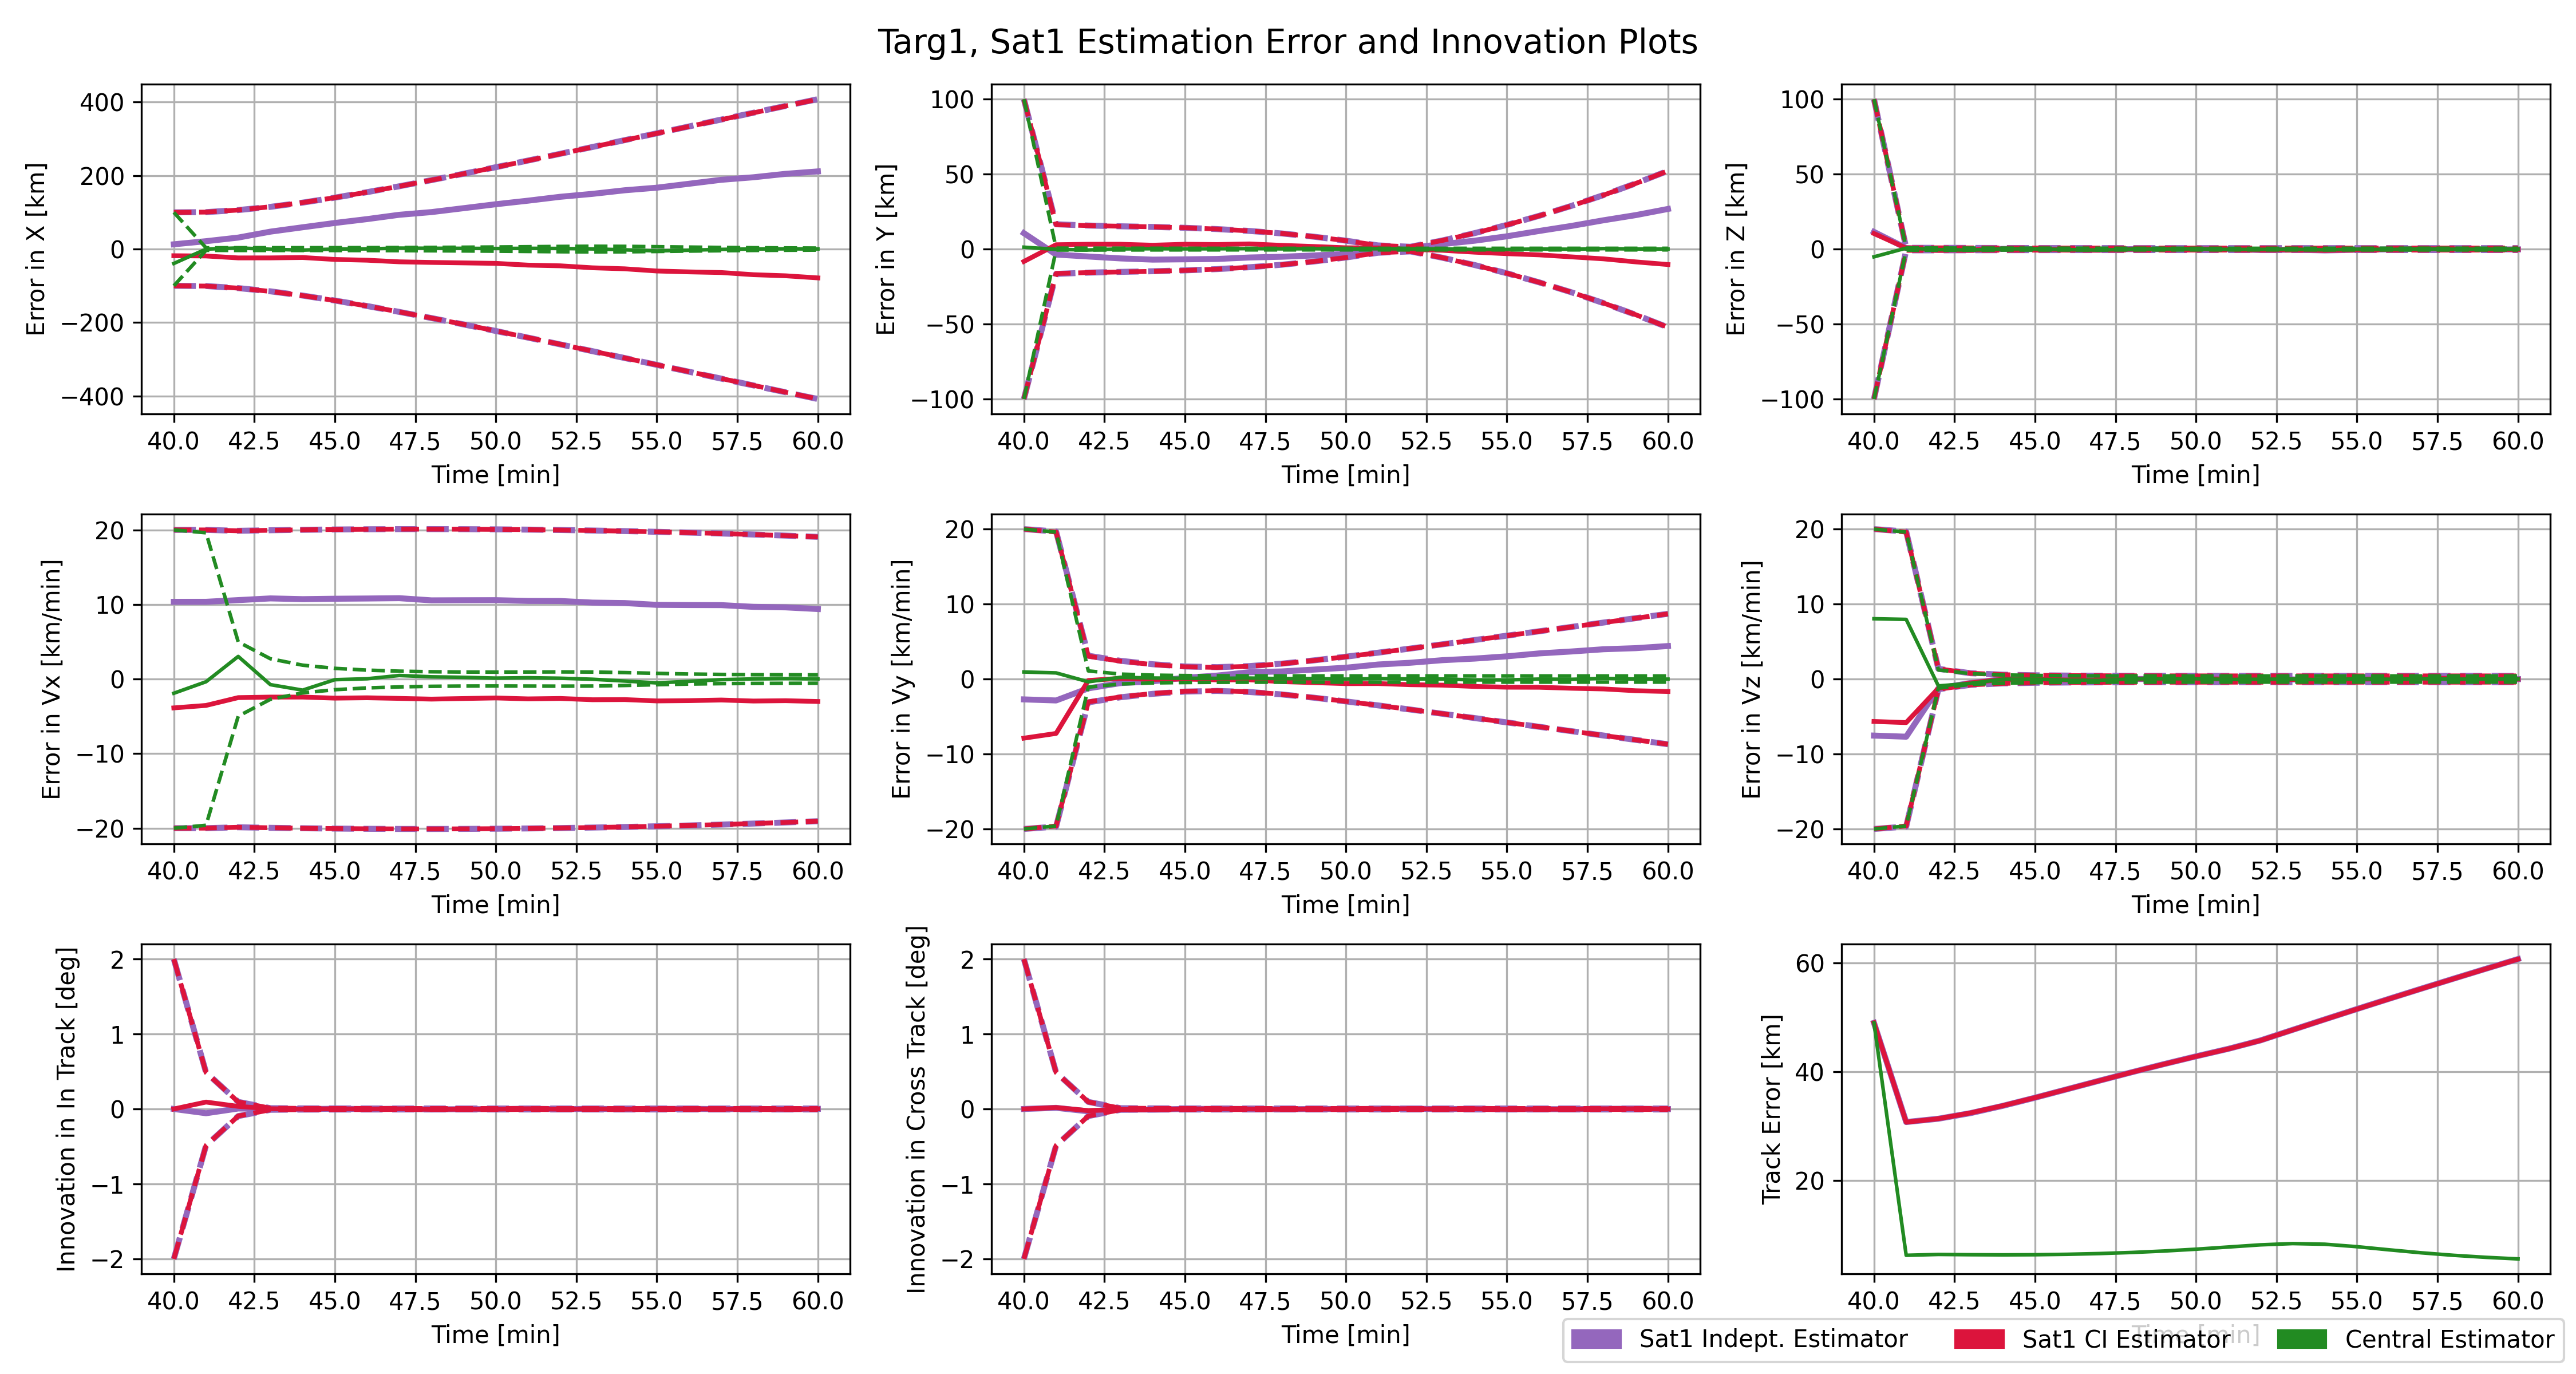 Targ1, Sat1 Estimation Error and Innovation Plots
Error in X [km]
400
200
0
−200
−400
40.0 42.5 45.0 47.5 50.0 52.5 55.0 57.5 60.0
Time [min]
Error in Y [km]
100
50
0
−50
−100
40.0 42.5 45.0 47.5 50.0 52.5 55.0 57.5 60.0
Time [min]
Error in Z [km]
100
50
0
−50
−100
40.0 42.5 45.0 47.5 50.0 52.5 55.0 57.5 60.0
Time [min]
Error in Vx [km/min]
20
10
0
−10
−20
40.0 42.5 45.0 47.5 50.0 52.5 55.0 57.5 60.0
Time [min]
Error in Vy [km/min]
20
10
0
−10
−20
40.0 42.5 45.0 47.5 50.0 52.5 55.0 57.5 60.0
Time [min]
Error in Vz [km/min]
20
10
0
−10
−20
40.0 42.5 45.0 47.5 50.0 52.5 55.0 57.5 60.0
Time [min]
Innovation in In Track [deg]
2
1
0
−1
−2
40.0 42.5 45.0 47.5 50.0 52.5 55.0 57.5 60.0
Time [min]
Innovation in Cross Track [deg]
2
1
0
−1
−2
40.0 42.5 45.0 47.5 50.0 52.5 55.0 57.5 60.0
Time [min]
Track Error [km]
60
40
20
40.0 42.5 45.0 47.5 50.0 52.5 55.0 57.5 60.0
Time [min]
Sat1 Indept. Estimator Sat1 CI Estimator Central Estimator